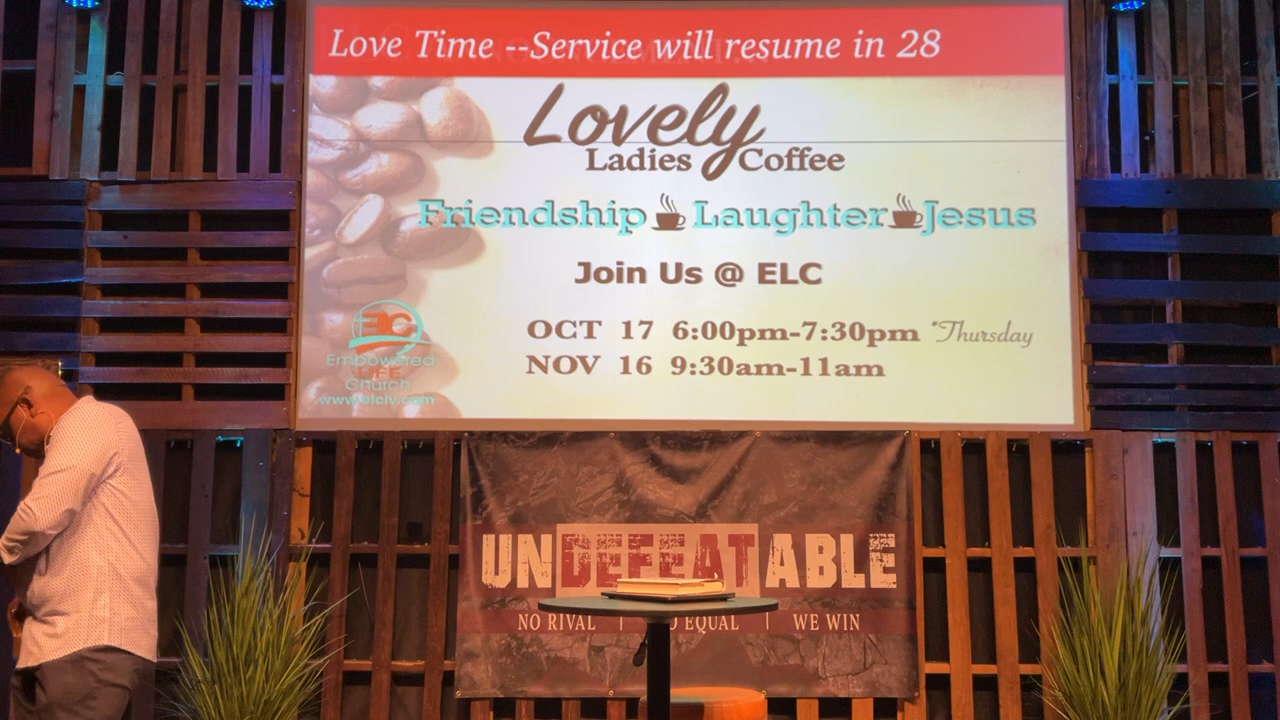 Love Time --Service will resume in 28
Lovely
Ladies Coffee
Friendship Laughter Jesus
Join Us @ ELC
OCT 17 6:00pm-7:30pm *Thursday
NOV 16 9:30am-11am
ELC
Empowered
LIFE
Church
www.elclv.com
UNDEFEATABLE
NO RIVAL | EQUAL | WE WIN